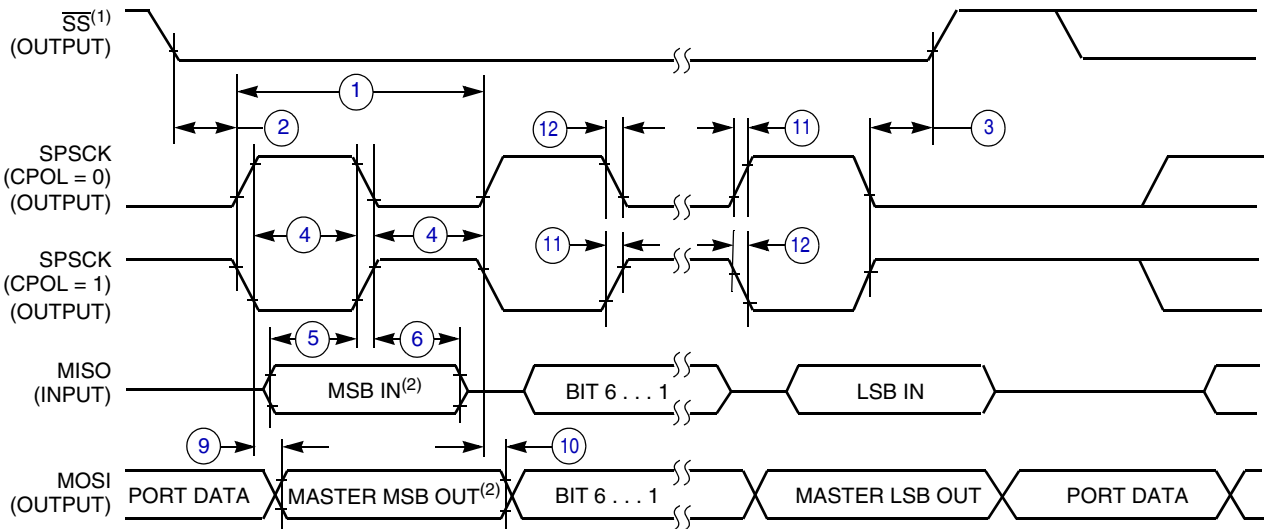 SS(1)
(OUTPUT)
1
2
12
11
3
SPSCK
(CPOL = 0)
(OUTPUT)
4
4
11
12
SPSCK
(CPOL = 1)
(OUTPUT)
5
6
MISO
(INPUT)
MSB IN(2)
BIT 6 . . . 1
LSB IN
9
10
MOSI
(OUTPUT)
PORT DATA
MASTER MSB OUT(2)
BIT 6 . . . 1
MASTER LSB OUT
PORT DATA